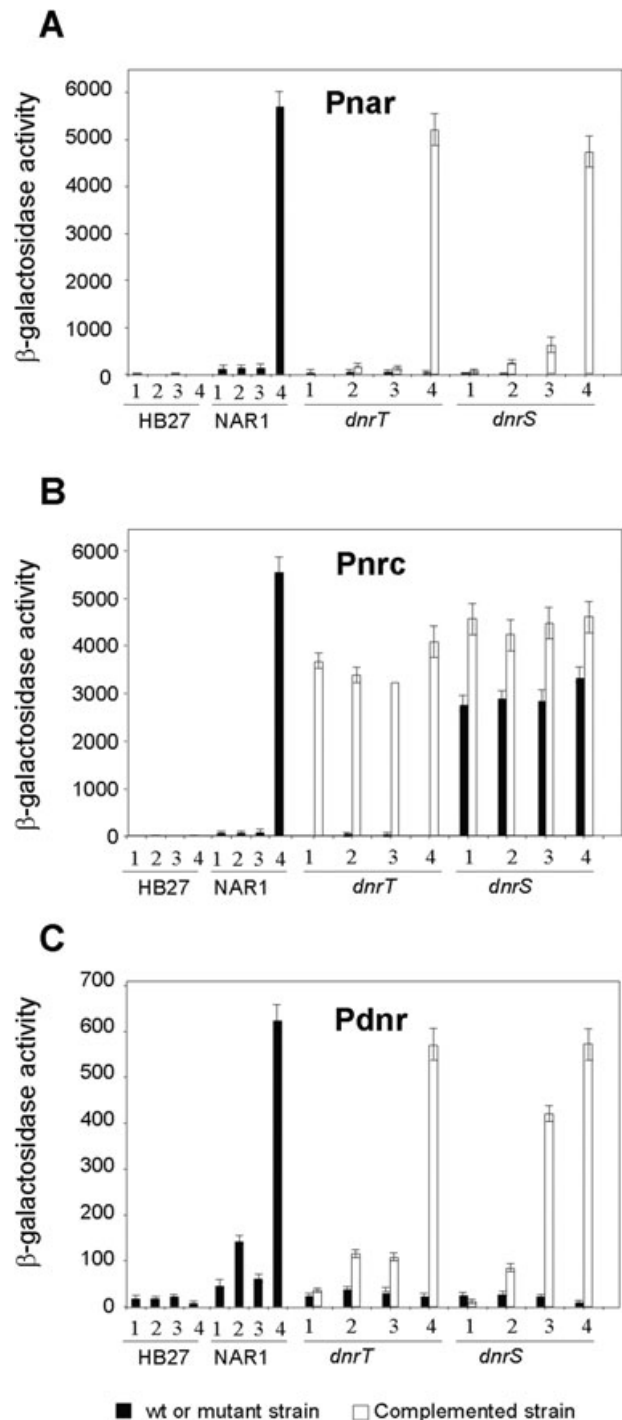 A
Pnar
β-galactosidase activity
6000
5000
4000
3000
2000
1000
0
1 2 3 4 1 2 3 4 1 2 3 4 1 2 3 4
HB27 NAR1 dnrT dnrS
B
Pnrc
β-galactosidase activity
6000
5000
4000
3000
2000
1000
0
1 2 3 4 1 2 3 4 1 2 3 4 1 2 3 4
HB27 NAR1 dnrT dnrS
C
Pdnr
β-galactosidase activity
700
600
500
400
300
200
100
0
1 2 3 4 1 2 3 4 1 2 3 4 1 2 3 4
HB27 NAR1 dnrT dnrS
wt or mutant strain Complemented strain